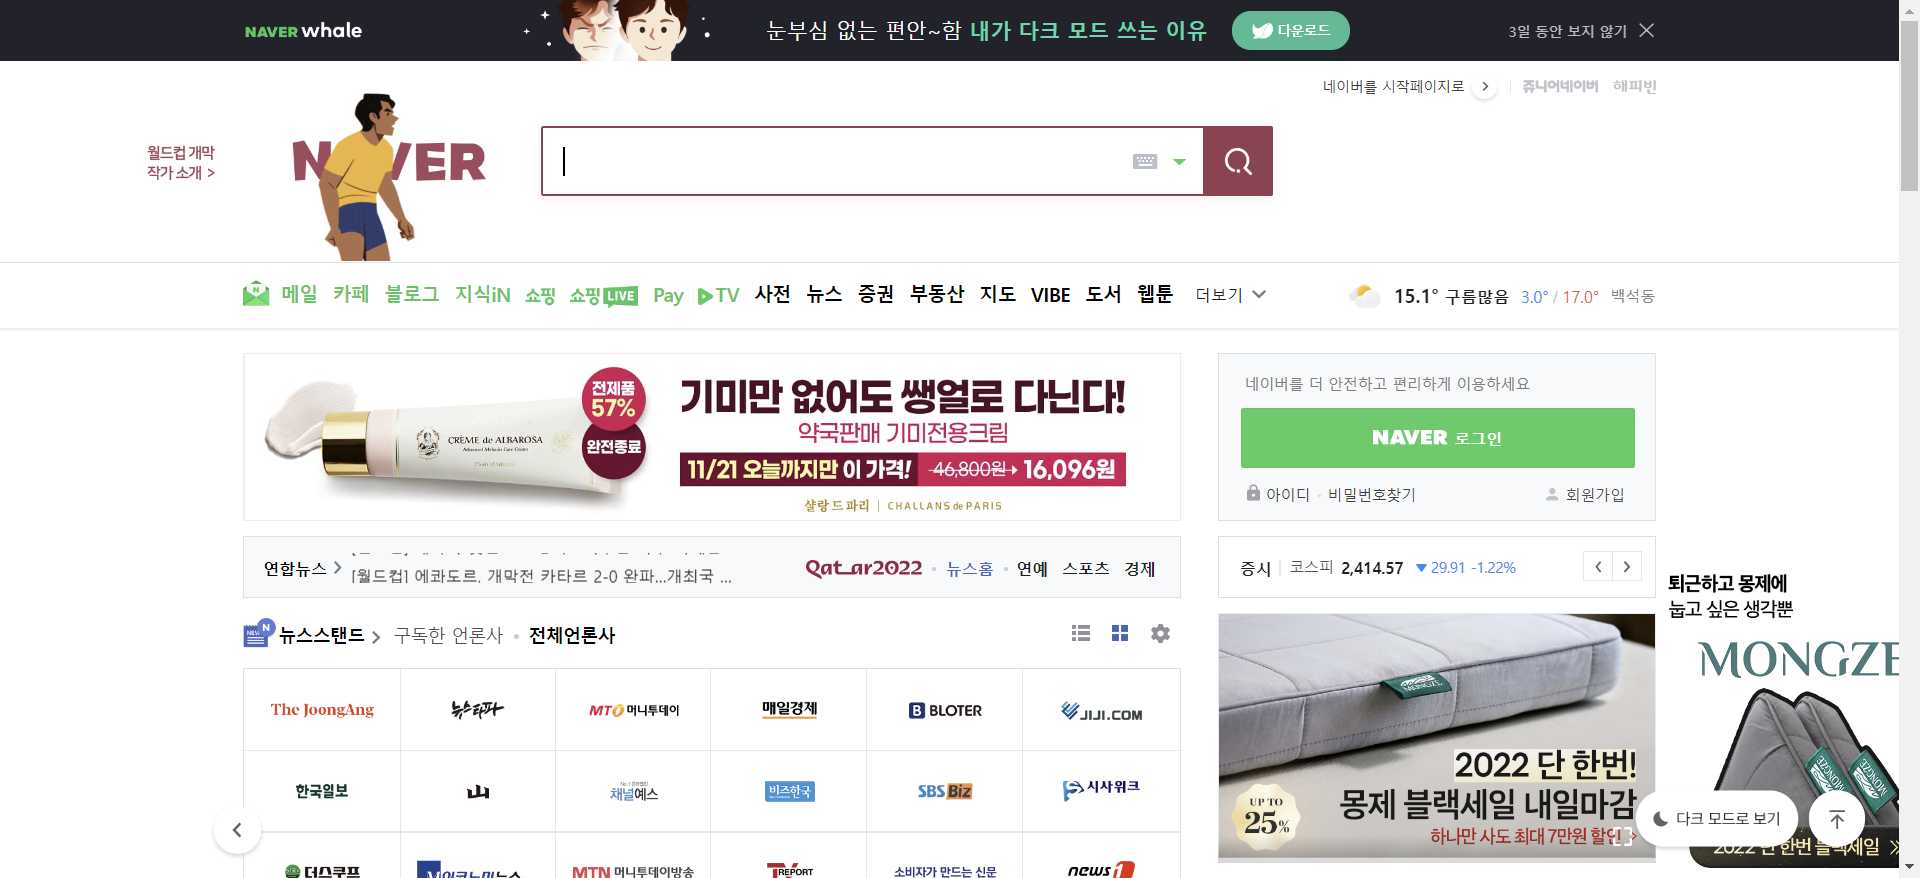 NAVER whale
눈부심 없는 편안~함 내가 다크 모드 쓰는 이유
다운로드
3일 동안 보지 않기
네이버를 시작페이지로
쥬니어네이버 해피빈
월드컵 개막
작가 소개 >
NAVER
메일 카페 블로그 지식iN 쇼핑 쇼핑LIVE Pay TV 사전 뉴스 증권 부동산 지도 VIBE 도서 웹툰 더보기
15.1° 구름많음 3.0° / 17.0° 백석동
전제품
57%
완전종료
CREME de ALBAROSA
기미만 없어도 쌩얼로 다닌다!
약국판매 기미전용크림
11/21 오늘까지만 이 가격! 46,800원 16,096원
샬랑 드 파리 | CHALLANS de PARIS
네이버를 더 안전하고 편리하게 이용하세요
NAVER 로그인
아이디 · 비밀번호찾기
회원가입
연합뉴스 >
[월드컵] 에콰도르, 개막전 카타르 2-0 완파...개최국 ...
Qatar2022 · 뉴스홈 · 연예 스포츠 경제
증시 코스피 2,414.57 ▼ 29.91 -1.22%
뉴스스탠드 > 구독한 언론사 · 전체언론사
The JoongAng
뉴스타파
MTO 머니투데이
매일경제
B BLOTER
JIJI.COM
한국일보
山
채널예스
비즈한국
SBS Biz
시사위크
더스쿠프
이코노미뉴스
MTN 머니투데이방송
TV REPORT
소비자가 만드는 신문
news1
MONGZE
2022 단 한번!
몽제 블랙세일 내일마감
하나만 사도 최대 7만원 할인 >
UP TO
25%
퇴근하고 몽제에
눕고 싶은 생각뿐
MONGZE
MONGZE
MONGZE
다크 모드로 보기
2022 단 한번 블랙세일